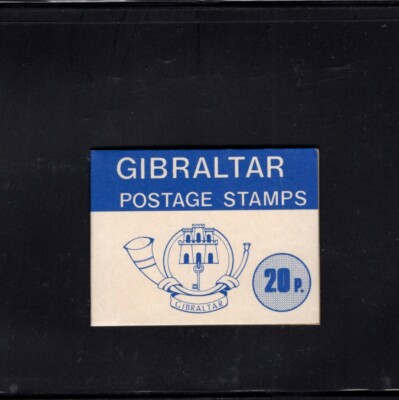 GIBRALTAR
POSTAGE STAMPS
GIBRALTAR
20 P.